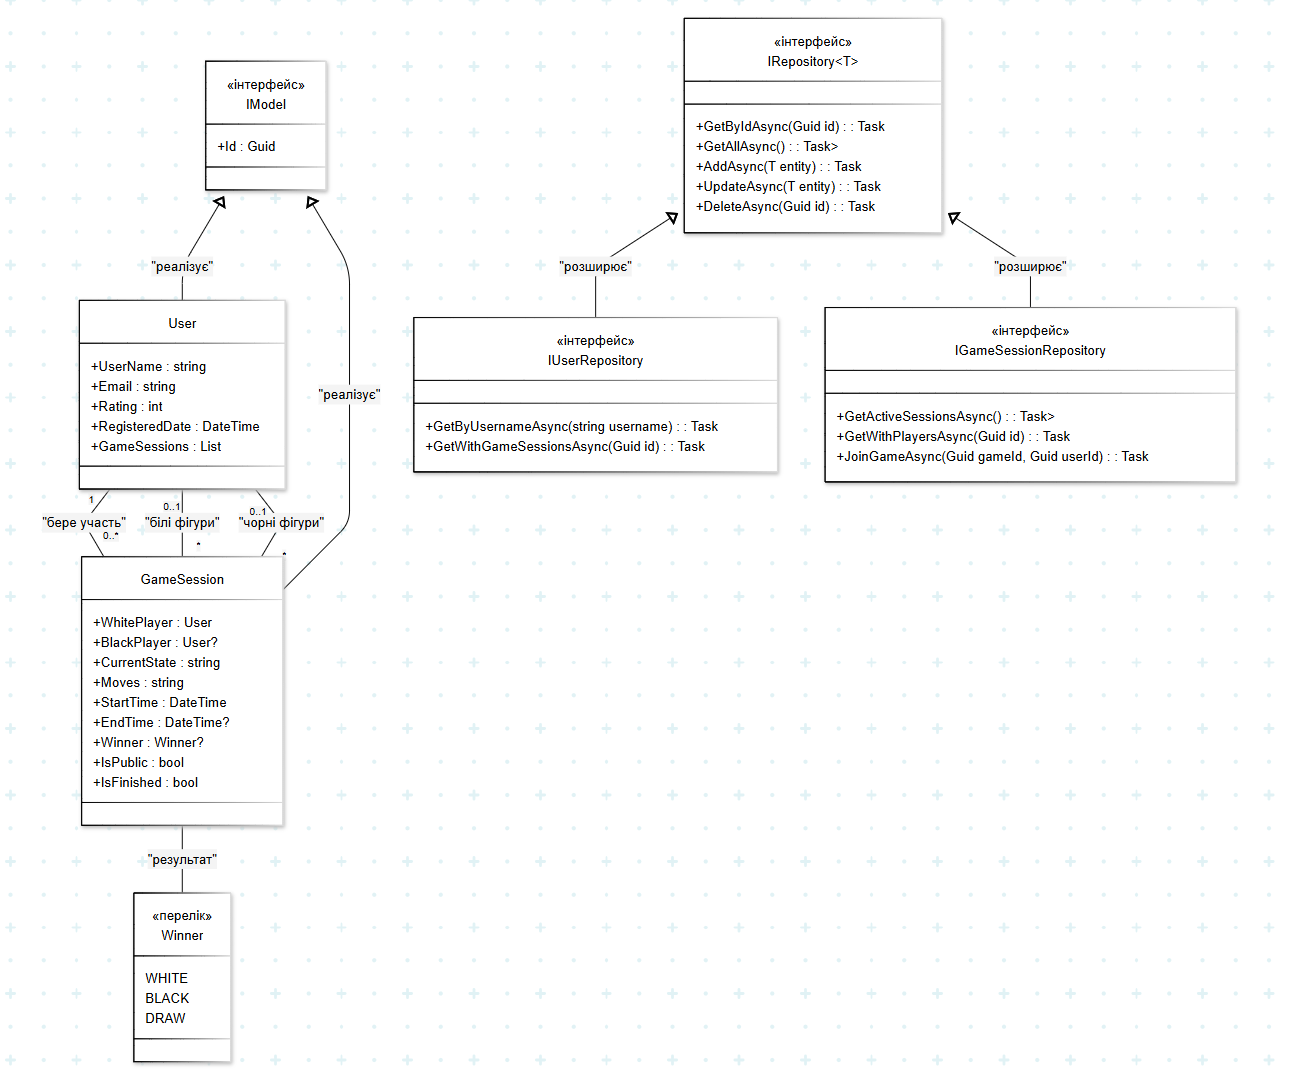 «інтерфейс»
IModel
+Id : Guid
"реалізує"
"реалізує"
User
+UserName : string
+Email : string
+Rating : int
+RegisteredDate : DateTime
+GameSessions : List
1
0..1
0..1
"бере участь"
"білі фігури"
"чорні фігури"
0..*
*
*
GameSession
+WhitePlayer : User
+BlackPlayer : User?
+CurrentState : string
+Moves : string
+StartTime : DateTime
+EndTime : DateTime?
+Winner : Winner?
+IsPublic : bool
+IsFinished : bool
"результат"
«перелік»
Winner
WHITE
BLACK
DRAW
«інтерфейс»
IRepository<T>
+GetByIdAsync(Guid id) : : Task
+GetAllAsync() : : Task>
+AddAsync(T entity) : : Task
+UpdateAsync(T entity) : : Task
+DeleteAsync(Guid id) : : Task
"розширює"
"розширює"
«інтерфейс»
IUserRepository
+GetByUsernameAsync(string username) : : Task
+GetWithGameSessionsAsync(Guid id) : : Task
«інтерфейс»
IGameSessionRepository
+GetActiveSessionsAsync() : : Task>
+GetWithPlayersAsync(Guid id) : : Task
+JoinGameAsync(Guid gameId, Guid userId) : : Task